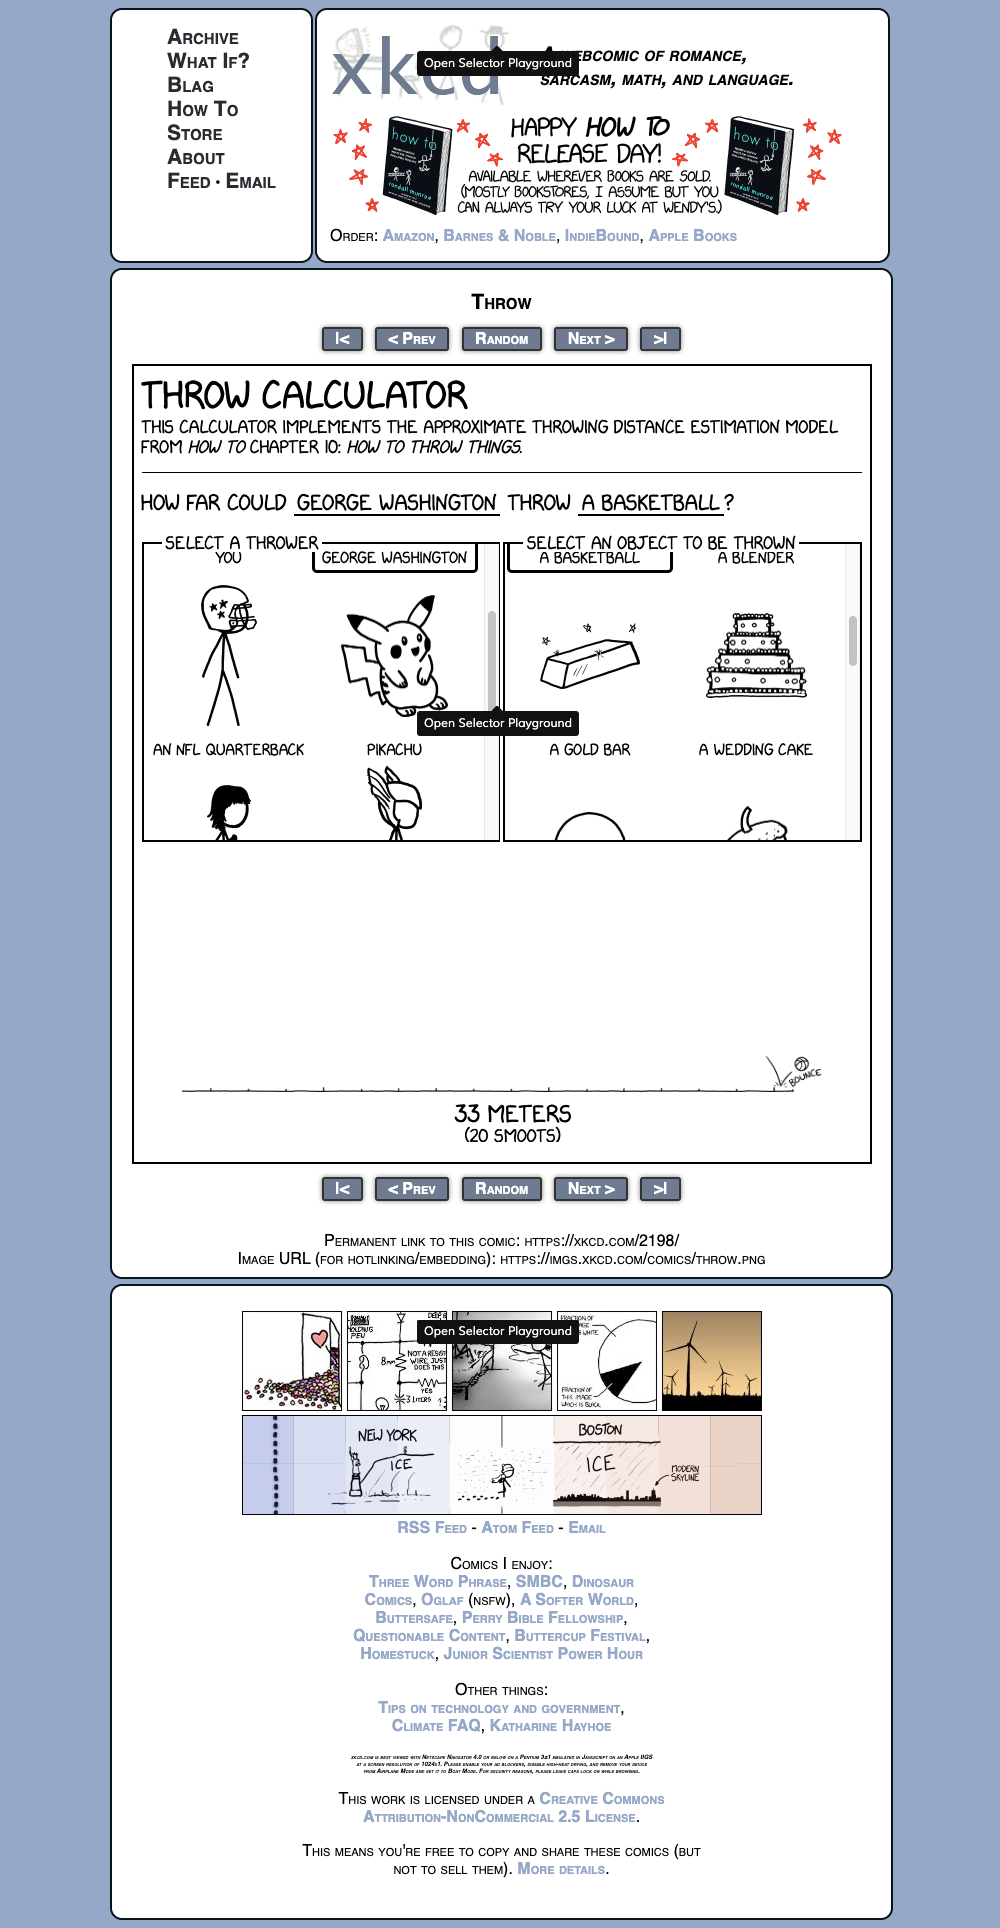 Archive
What If?
Blag
How To
Store
About
Feed • Email
xkcd
Open Selector Playground
A webcomic of romance,
sarcasm, math, and language.
how to
randall munroe
HAPPY HOW TO
RELEASE DAY!
AVAILABLE WHEREVER BOOKS ARE SOLD.
(MOSTLY BOOKSTORES, I ASSUME BUT YOU
CAN ALWAYS TRY YOUR LUCK AT WENDY'S.)
how to
randall munroe
Order: Amazon, Barnes & Noble, IndieBound, Apple Books
Throw
|< < Prev Random Next > >|
THROW CALCULATOR
THIS CALCULATOR IMPLEMENTS THE APPROXIMATE THROWING DISTANCE ESTIMATION MODEL
FROM HOW TO CHAPTER 10: HOW TO THROW THINGS.
HOW FAR COULD GEORGE WASHINGTON THROW A BASKETBALL?
SELECT A THROWER
YOU GEORGE WASHINGTON
AN NFL QUARTERBACK PIKACHU
SELECT AN OBJECT TO BE THROWN
A BASKETBALL A BLENDER
A GOLD BAR A WEDDING CAKE
Open Selector Playground
BOUNCE
33 METERS
(20 SMOOTS)
|< < Prev Random Next > >|
Permanent link to this comic: https://xkcd.com/2198/
Image URL (for hotlinking/embedding): https://imgs.xkcd.com/comics/throw.png
HOLDING
PEN
8mm
NOT A RESIST
WIRE JUST
DOES THIS
YES
3 LITERS
Open Selector Playground
FRACTION OF
IMAGE
WHITE
FRACTION OF
THIS IMAGE
WHICH IS BLACK
NEW YORK
ICE
BOSTON
ICE
MODERN
SKYLINE
RSS Feed - Atom Feed - Email
Comics I enjoy:
Three Word Phrase, SMBC, Dinosaur
Comics, Oglaf (nsfw), A Softer World,
Buttersafe, Perry Bible Fellowship,
Questionable Content, Buttercup Festival,
Homestuck, Junior Scientist Power Hour
Other things:
Tips on technology and government,
Climate FAQ, Katharine Hayhoe
xkcd.com is best viewed with Netscape Navigator 4.0 or below on a Pentium 3±1 emulated in Javascript on an Apple IIGS
at a screen resolution of 1024x1. Please enable your ad blockers, disable high-heat drying, and remove your device
from Airplane Mode and set it to Boat Mode. For security reasons, please leave caps lock on while browsing.
This work is licensed under a Creative Commons
Attribution-NonCommercial 2.5 License.
This means you're free to copy and share these comics (but
not to sell them). More details.